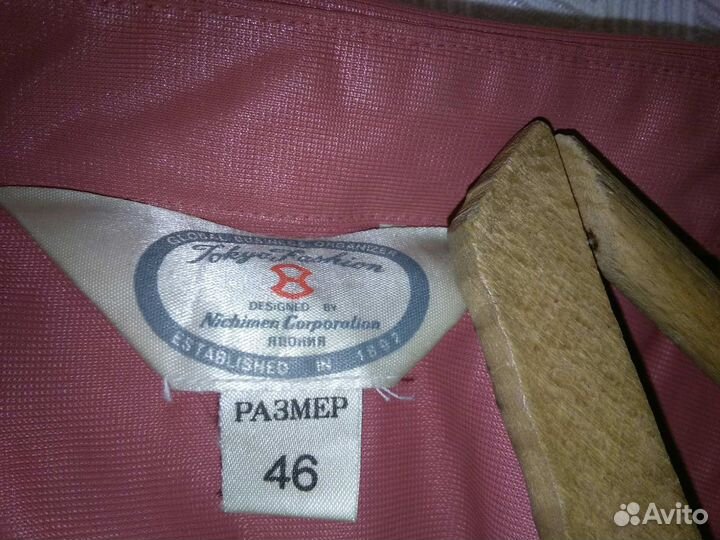 GLOBAL BUSINESS ORGANIZER
Tokyo Fashion
DESIGNED BY
Nichimen Corporation
ЯПОНИЯ
ESTABLISHED IN 1892
РАЗМЕР
46
Avito